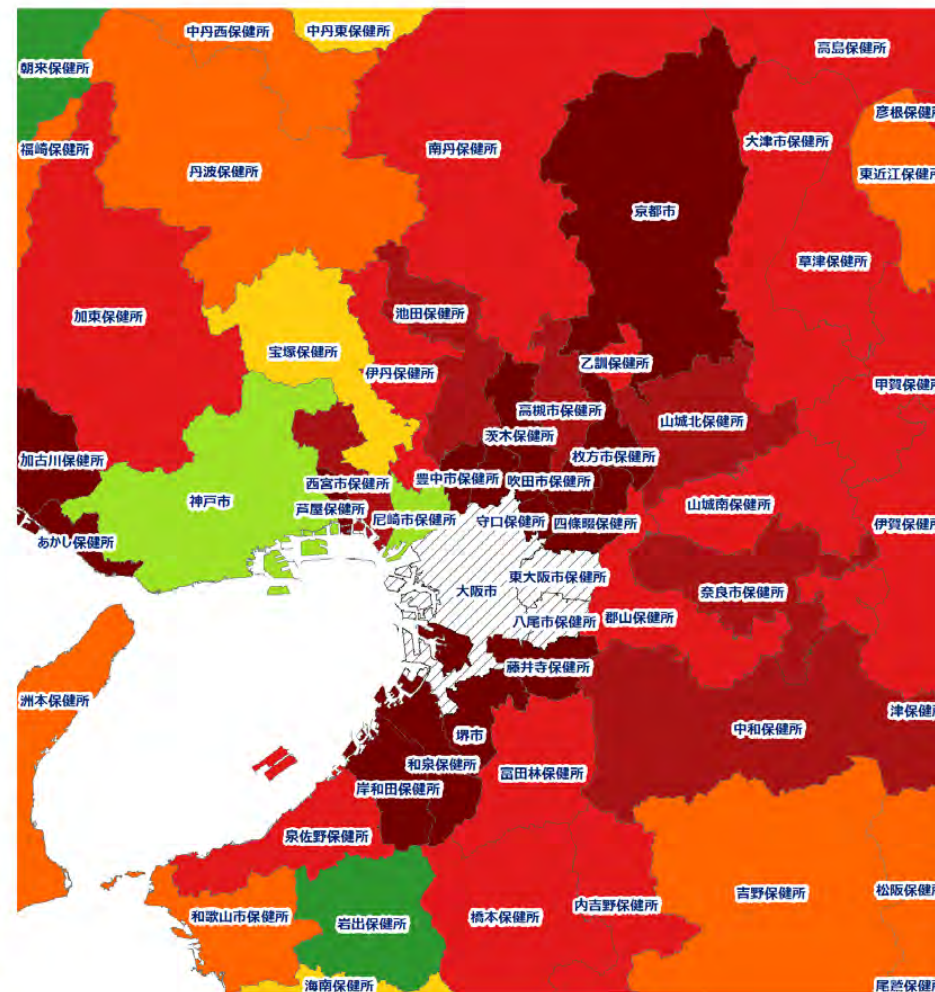 中丹西保健所
中丹東保健所
高島保健所
朝来保健所
彦根保健所
福崎保健所
南丹保健所
大津市保健所
丹波保健所
東近江保健所
京都市
草津保健所
加東保健所
池田保健所
宝塚保健所
乙訓保健所
伊丹保健所
甲賀保健所
高槻市保健所
山城北保健所
茨木保健所
枚方市保健所
加古川保健所
豊中市保健所
吹田市保健所
西宮市保健所
神戸市
山城南保健所
芦屋保健所
尼崎市保健所
守口保健所
四條畷保健所
伊賀保健所
あかし保健所
東大阪市保健所
大阪市
奈良市保健所
八尾市保健所
郡山保健所
藤井寺保健所
洲本保健所
津保健所
中和保健所
堺市
和泉保健所
富田林保健所
岸和田保健所
泉佐野保健所
吉野保健所
松阪保健所
内吉野保健所
和歌山市保健所
橋本保健所
岩出保健所
海南保健所
尾鷲保健所